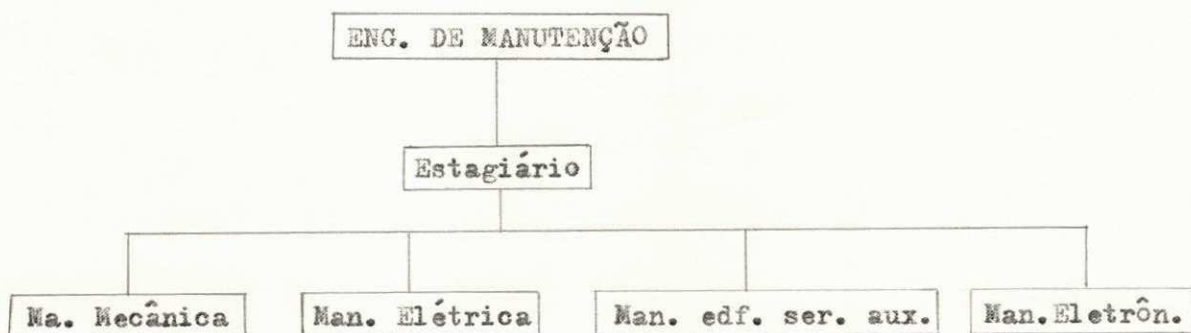 ENG. DE MANUTENÇÃO
Estagiário
Ma. Mecânica
Man. Elétrica
Man. edf. ser. aux.
Man.Eletrôn.